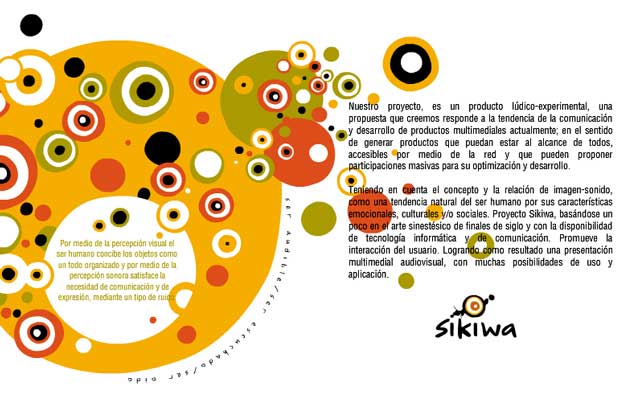 Nuestro proyecto, es un producto lúdico-experimental, una
propuesta que creemos responde a la tendencia de la comunicación
y desarrollo de productos multimediales actualmente; en el sentido
de generar productos que puedan estar al alcance de todos,
accesibles por medio de la red y que pueden proponer
participaciones masivas para su optimización y desarrollo.
Teniendo en cuenta el concepto y la relación de imagen-sonido,
como una tendencia natural del ser humano por sus características
emocionales, culturales y/o sociales. Proyecto Sikiwa, basándose un
poco en el arte sinestésico de finales de siglo y con la disponibilidad
de tecnología informática y de comunicación. Promueve la
interacción del usuario. Logrando como resultado una presentación
multimedial audiovisual, con muchas posibilidades de uso y
aplicación.
Por medio de la percepción visual el
ser humano concibe los objetos como
un todo organizado y por medio de la
percepción sonora satisface la
necesidad de comunicación y de
expresión, mediante un tipo de ruido.
ser audible/ser escuchado/ser oido
sikiwa